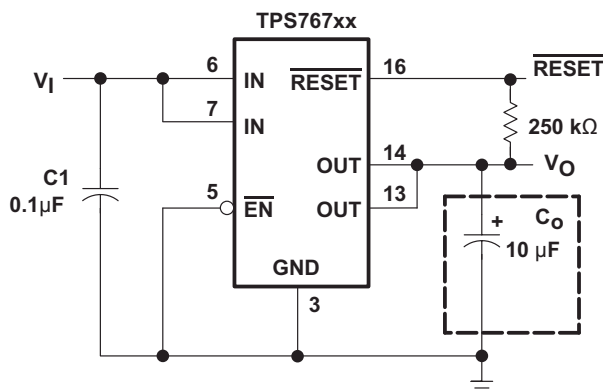 TPS767xx
V_I
6
IN
RESET
16
RESET
7
IN
250 kΩ
OUT
14
V_O
C1
0.1μF
5
EN
OUT
13
+
C_o
10 μF
GND
3